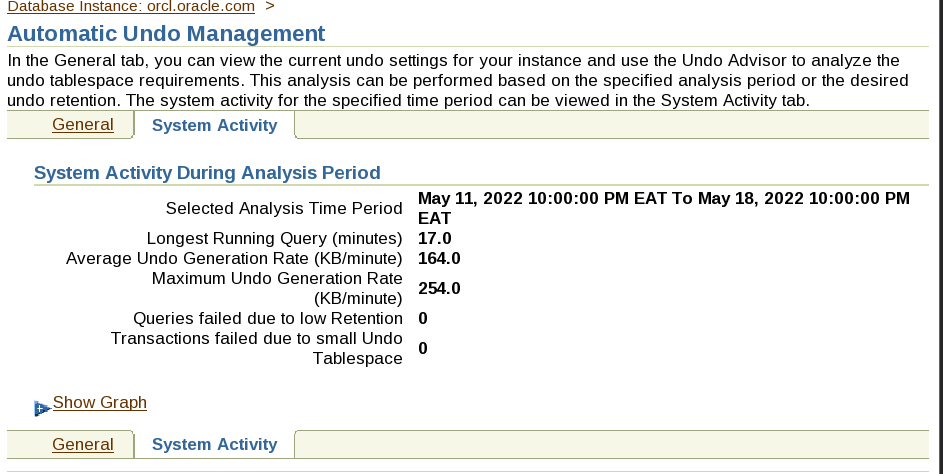 Database Instance: orcl.oracle.com >
Automatic Undo Management
In the General tab, you can view the current undo settings for your instance and use the Undo Advisor to analyze the
undo tablespace requirements. This analysis can be performed based on the specified analysis period or the desired
undo retention. The system activity for the specified time period can be viewed in the System Activity tab.
General System Activity
System Activity During Analysis Period
Selected Analysis Time Period May 11, 2022 10:00:00 PM EAT To May 18, 2022 10:00:00 PM
EAT
Longest Running Query (minutes) 17.0
Average Undo Generation Rate (KB/minute) 164.0
Maximum Undo Generation Rate
(KB/minute) 254.0
Queries failed due to low Retention 0
Transactions failed due to small Undo
Tablespace 0
Show Graph
General System Activity